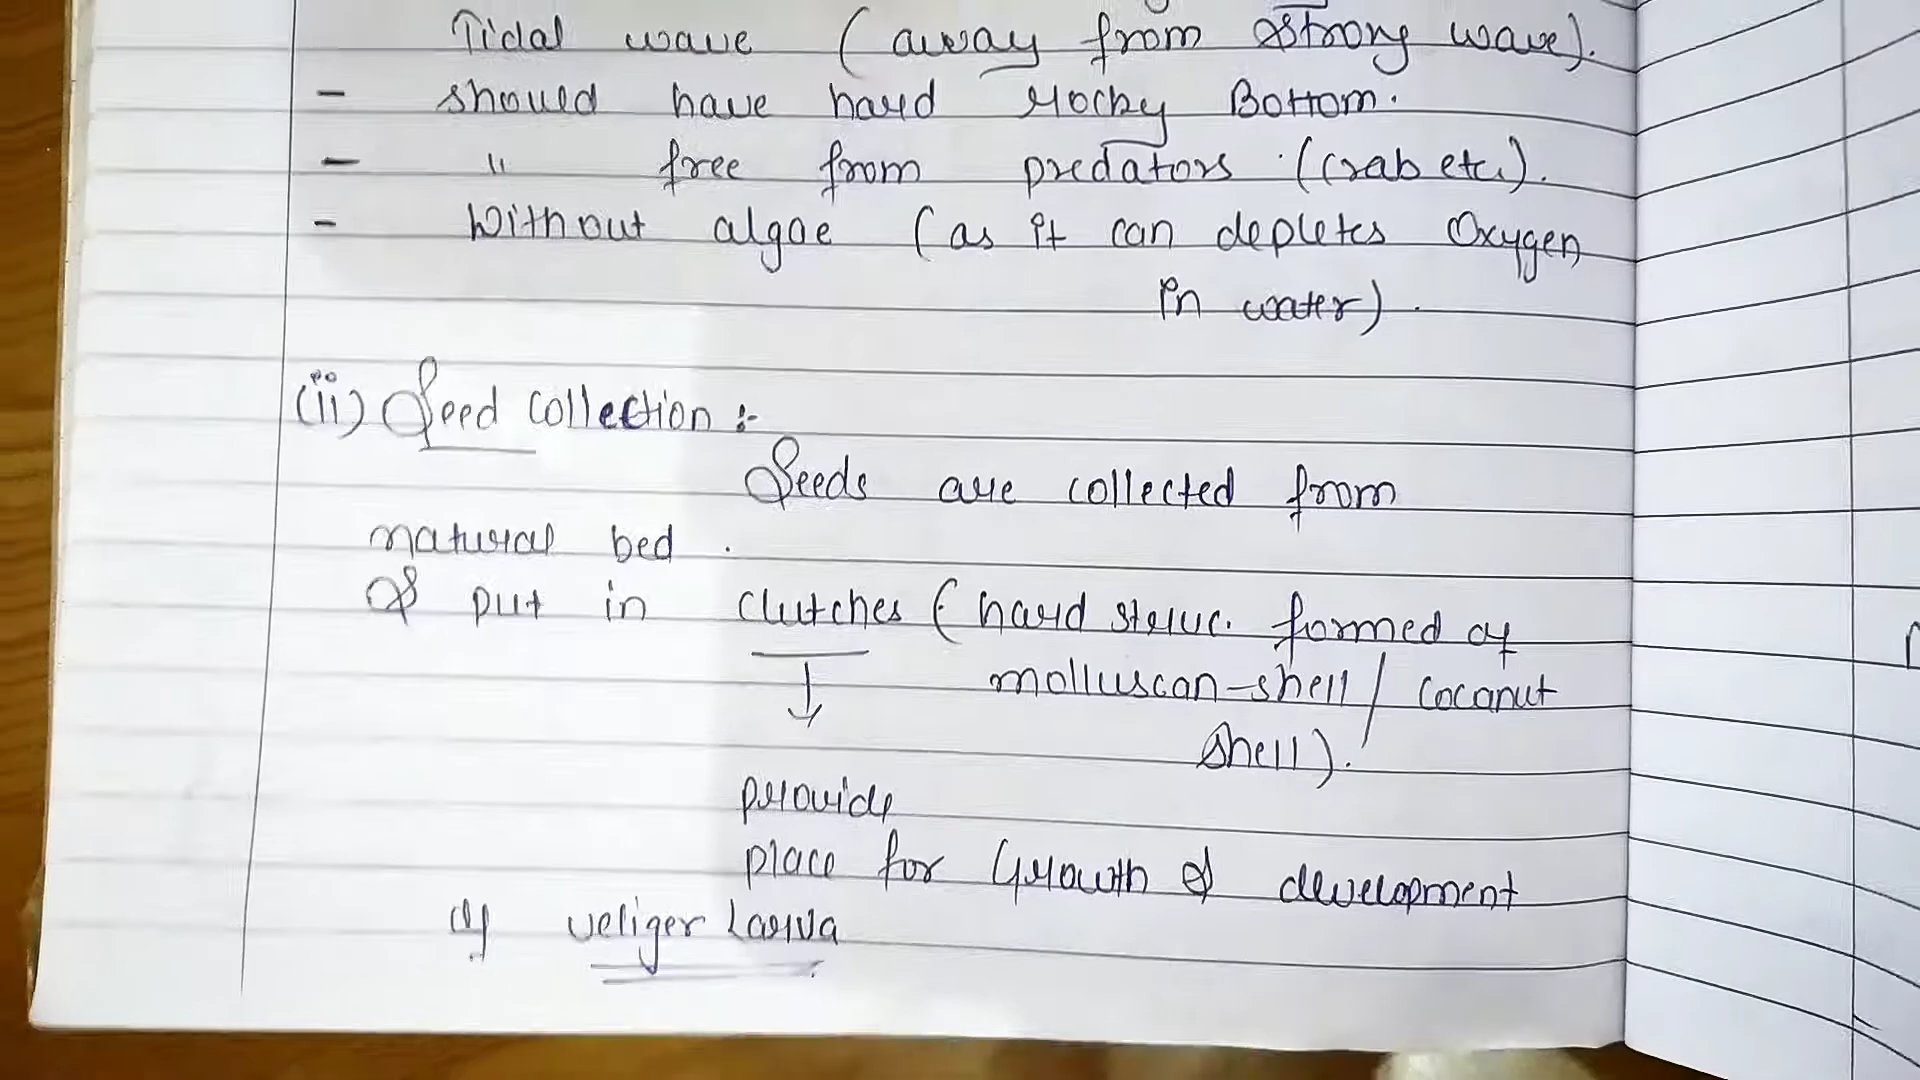 Tidal wave (away from strong wave).
- should have hard rocky Bottom.
- " free from predators (crab etc.).
- Without algae (as it can depletes Oxygen
in water).
(ii) Seed collection :-
Seeds are collected from
natural bed.
& put in clutches (hard struc. formed of
molluscan-shell / Coconut
shell).
↓
provide
place for Growth & development
of veliger Larva